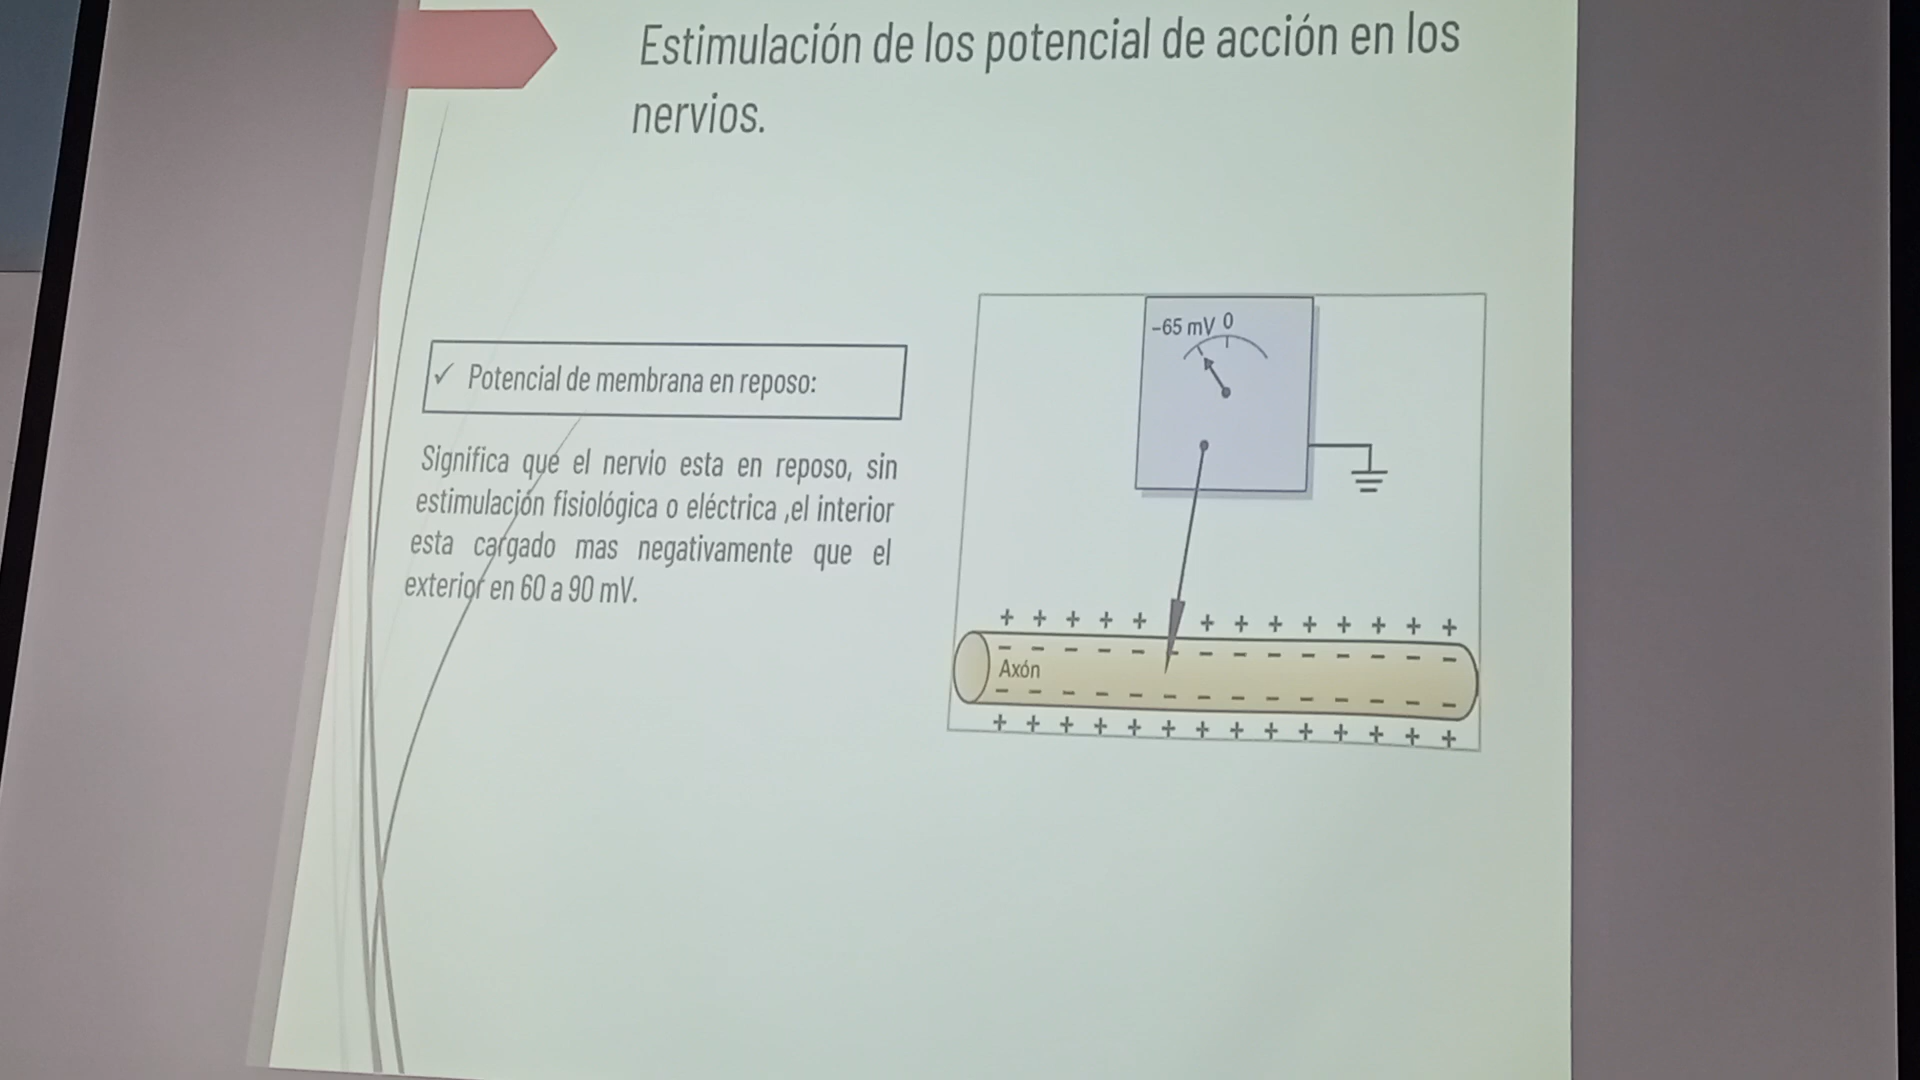 Estimulación de los potencial de acción en los
nervios.
✓ Potencial de membrana en reposo:
Significa que el nervio esta en reposo, sin
estimulación fisiológica o eléctrica ,el interior
esta cargado mas negativamente que el
exterior en 60 a 90 mV.
−65 mV 0
+ + + + + + + + + + + + +
− − − − − − − − − − − − − −
Axón
− − − − − − − − − − − − − −
+ + + + + + + + + + + + + +